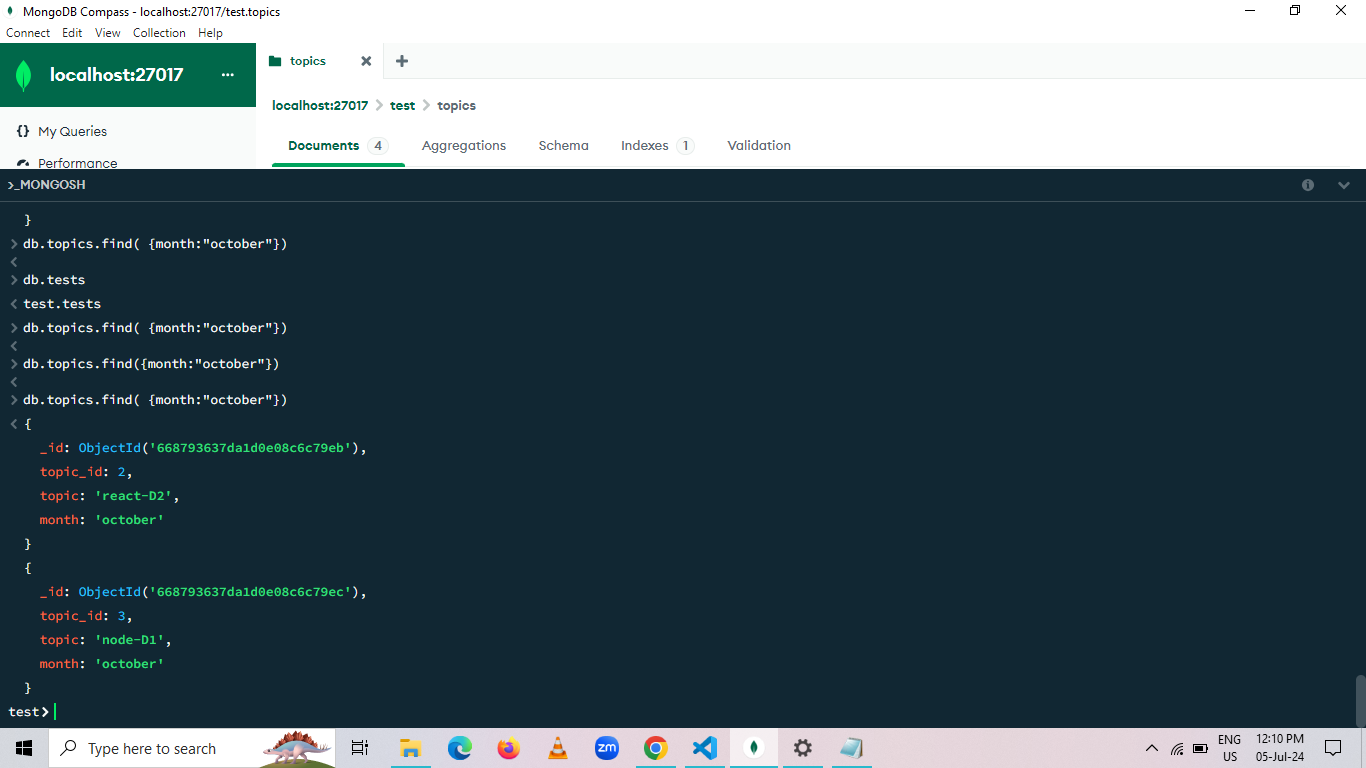 MongoDB Compass - localhost:27017/test.topics
Connect Edit View Collection Help
localhost:27017 ...
topics
localhost:27017 > test > topics
{} My Queries
Performance
Documents 4 Aggregations Schema Indexes 1 Validation
>_MONGOSH
}
> db.topics.find( {month:"october"})
<
> db.tests
< test.tests
> db.topics.find( {month:"october"})
<
> db.topics.find({month:"october"})
<
> db.topics.find( {month:"october"})
< {
_id: ObjectId('668793637da1d0e08c6c79eb'),
topic_id: 2,
topic: 'react-D2',
month: 'october'
}
{
_id: ObjectId('668793637da1d0e08c6c79ec'),
topic_id: 3,
topic: 'node-D1',
month: 'october'
}
test>
Type here to search
zm
ENG
US
12:10 PM
05-Jul-24